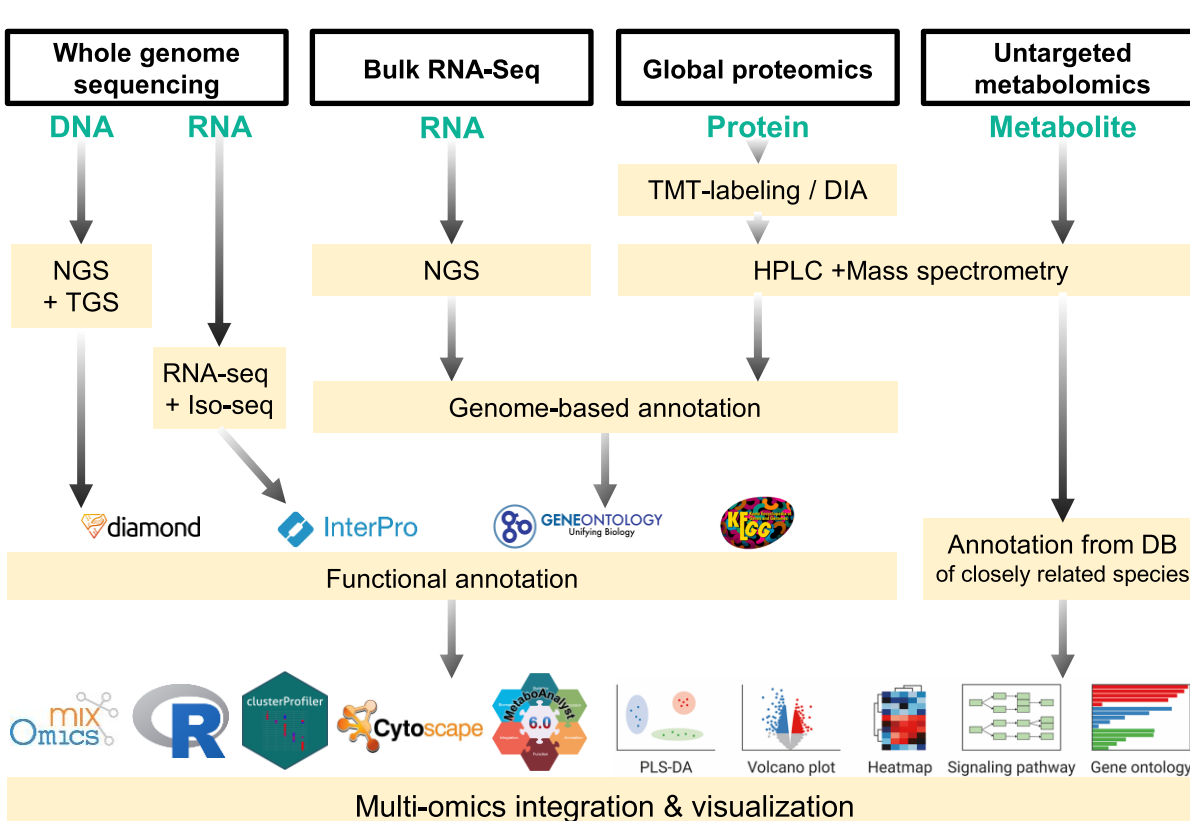 Whole genome
sequencing
Bulk RNA-Seq
Global proteomics
Untargeted
metabolomics
DNA
RNA
RNA
Protein
Metabolite
TMT-labeling / DIA
NGS
+ TGS
NGS
HPLC +Mass spectrometry
RNA-seq
+ Iso-seq
Genome-based annotation
diamond
InterPro
GENEONTOLOGY
Unifying Biology
KEGG
Functional annotation
Annotation from DB
of closely related species
mix
Omics
R
clusterProfiler
Cytoscape
MetaboAnalyst
6.0
PLS-DA
Volcano plot
Heatmap
Signaling pathway
Gene ontology
Multi-omics integration & visualization